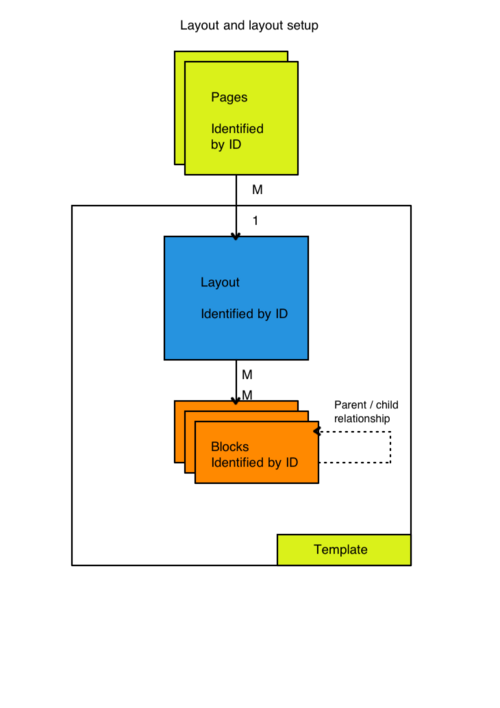 Layout and layout setup
Pages
Identified
by ID
M
1
Layout
Identified by ID
M
M
Parent / child
relationship
Blocks
Identified by ID
Template